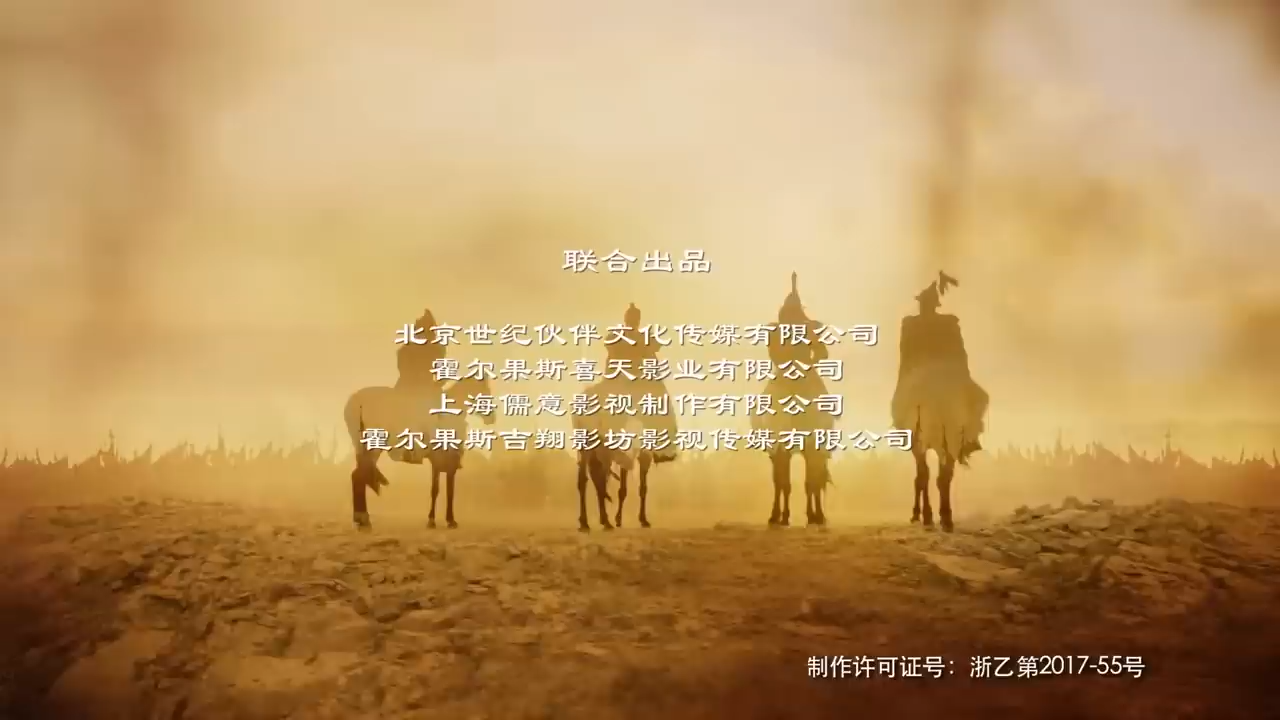 联合出品
北京世纪伙伴文化传媒有限公司
霍尔果斯喜天影业有限公司
上海儒意影视制作有限公司
霍尔果斯吉翔影坊影视传媒有限公司
制作许可证号：浙乙第2017-55号